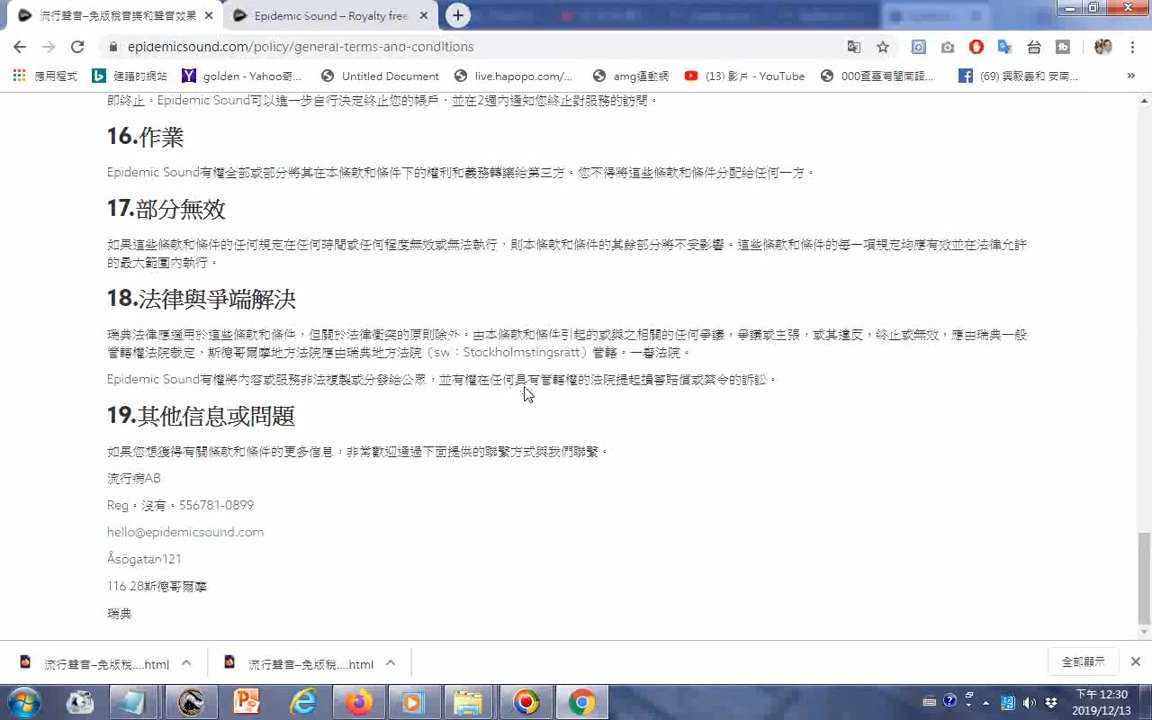 流行聲音–免版稅音樂和聲音效果
Epidemic Sound – Royalty free
epidemicsound.com/policy/general-terms-and-conditions
應用程式
建議的網站
golden - Yahoo奇...
Untitled Document
live.hapopo.com/...
amg運動網
(13) 影片 - YouTube
000查臺灣閩南語...
(69) 興毅義和 安南...
»
即終止。Epidemic Sound可以進一步自行決定終止您的帳戶，並在2週內通知您終止對服務的訪問。
16.作業
Epidemic Sound有權全部或部分將其在本條款和條件下的權利和義務轉讓給第三方。您不得將這些條款和條件分配給任何一方。
17.部分無效
如果這些條款和條件的任何規定在任何時間或任何程度無效或無法執行，則本條款和條件的其餘部分將不受影響。這些條款和條件的每一項規定均應有效並在法律允許
的最大範圍內執行。
18.法律與爭端解決
瑞典法律應適用於這些條款和條件，但關於法律衝突的原則除外。由本條款和條件引起的或與之相關的任何爭議，爭議或主張，或其違反，終止或無效，應由瑞典一般
管轄權法院裁定，斯德哥爾摩地方法院應由瑞典地方法院（sw：Stockholmstingsratt）管轄。一審法院。
Epidemic Sound有權將內容或服務非法複製或分發給公眾，並有權在任何具有管轄權的法院提起損害賠償或禁令的訴訟。
19.其他信息或問題
如果您想獲得有關條款和條件的更多信息，非常歡迎通過下面提供的聯繫方式與我們聯繫。
流行病AB
Reg。沒有。556781-0899
hello@epidemicsound.com
Åsögatan121
116 28斯德哥爾摩
瑞典
流行聲音–免版稅....html
流行聲音–免版稅....html
全部顯示
下午 12:30
2019/12/13